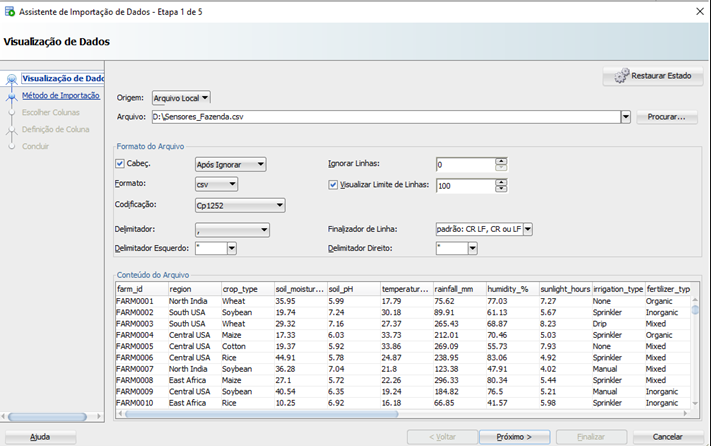 Assistente de Importação de Dados - Etapa 1 de 5
Visualização de Dados
Visualização de Dado
Método de Importação
Escolher Colunas
Definição de Coluna
Concluir
Restaurar Estado
Origem: Arquivo Local
Arquivo: D:\Sensores_Fazenda.csv Procurar...
Formato do Arquivo
Cabeç. Após Ignorar Ignorar Linhas: 0
Formato: csv Visualizar Limite de Linhas: 100
Codificação: Cp1252
Delimitador: , Finalizador de Linha: padrão: CR LF, CR ou LF
Delimitador Esquerdo: " Delimitador Direito: "
Conteúdo do Arquivo
farm_id region crop_type soil_moistur... soil_pH temperatur... rainfall_mm humidity_% sunlight_hours irrigation_type fertilizer_typ
FARM0001 North India Wheat 35.95 5.99 17.79 75.62 77.03 7.27 None Organic
FARM0002 South USA Soybean 19.74 7.24 30.18 89.91 61.13 5.67 Sprinkler Inorganic
FARM0003 South USA Wheat 29.32 7.16 27.37 265.43 68.87 8.23 Drip Mixed
FARM0004 Central USA Maize 17.33 6.03 33.73 212.01 70.46 5.03 Sprinkler Organic
FARM0005 Central USA Cotton 19.37 5.92 33.86 269.09 55.73 7.93 None Mixed
FARM0006 Central USA Rice 44.91 5.78 24.87 238.95 83.06 4.92 Sprinkler Mixed
FARM0007 North India Soybean 36.28 7.04 21.8 123.38 47.91 4.02 Manual Mixed
FARM0008 East Africa Maize 27.1 5.72 22.26 296.33 80.34 5.44 Sprinkler Mixed
FARM0009 Central USA Soybean 40.54 6.35 19.24 184.82 76.5 5.21 Manual Inorganic
FARM0010 East Africa Rice 10.25 6.92 16.18 66.85 41.57 5.98 Sprinkler Inorganic
Ajuda < Voltar Próximo > Finalizar Cancelar